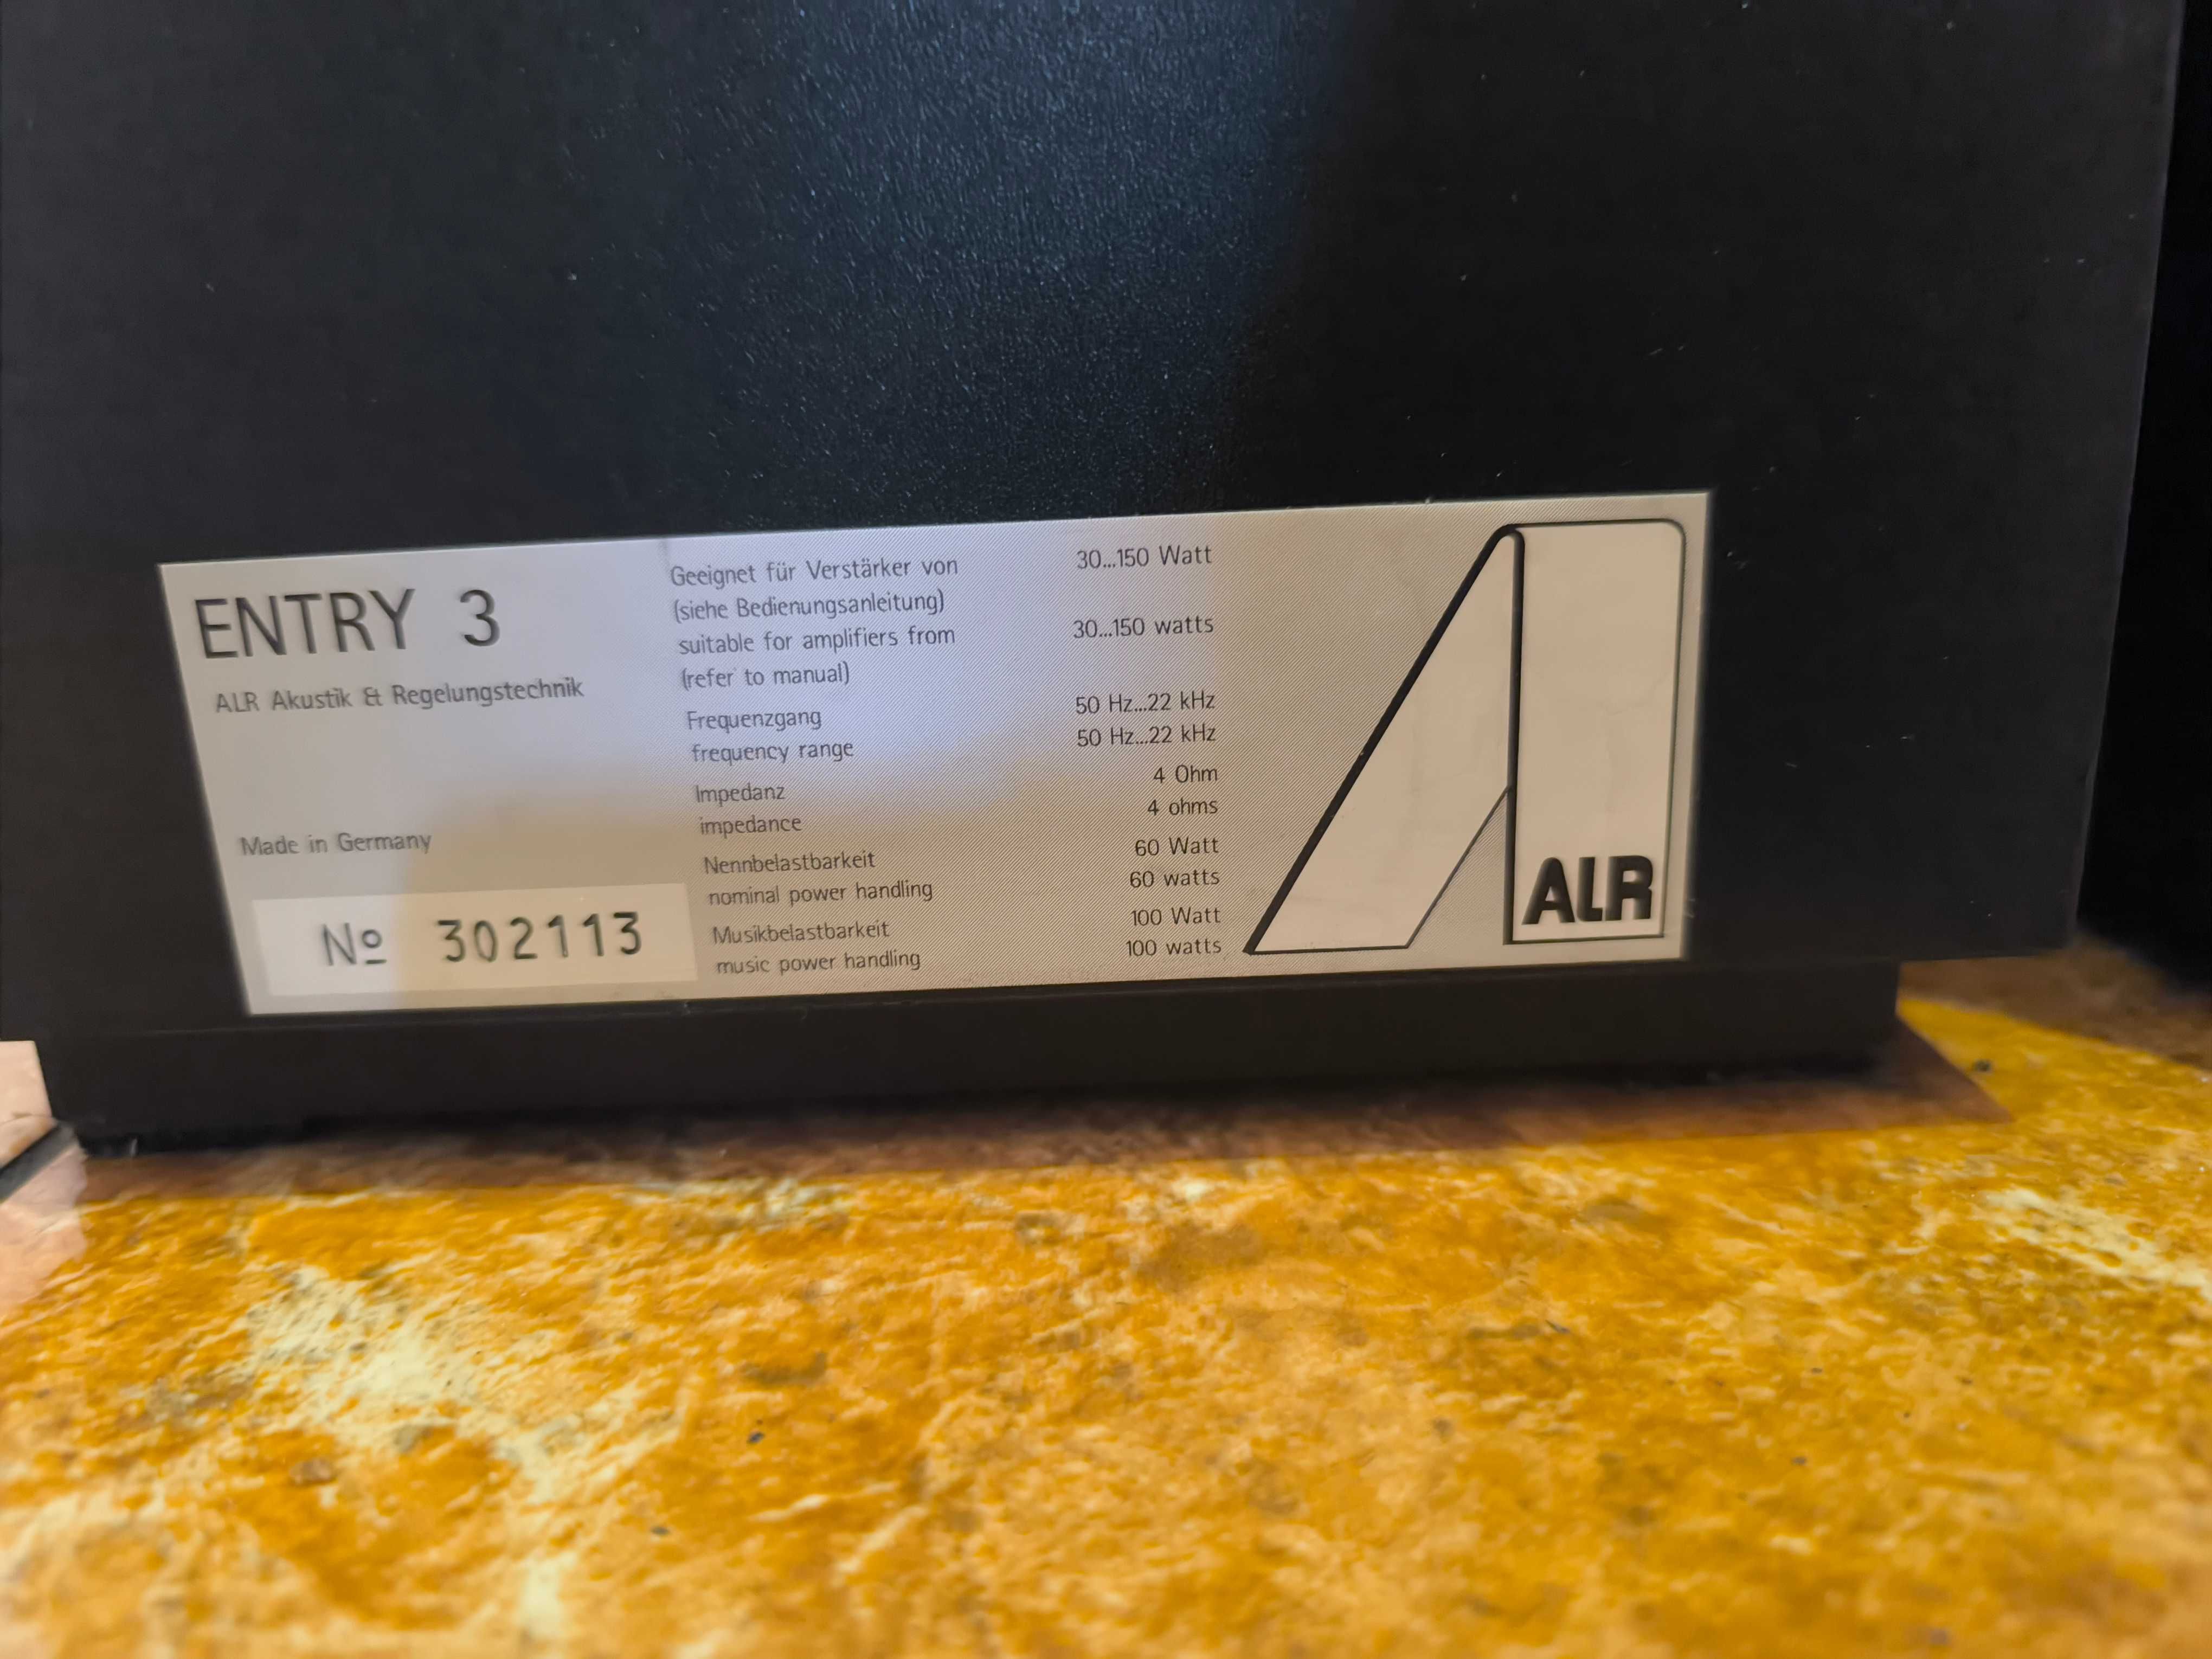 ENTRY 3
ALR Akustik & Regelungstechnik
Made in Germany
Nº 302113
Geeignet für Verstärker von 30...150 Watt
(siehe Bedienungsanleitung)
suitable for amplifiers from 30...150 watts
(refer to manual)
Frequenzgang 50 Hz...22 kHz
frequency range 50 Hz...22 kHz
Impedanz 4 Ohm
impedance 4 ohms
Nennbelastbarkeit 60 Watt
nominal power handling 60 watts
Musikbelastbarkeit 100 Watt
music power handling 100 watts
ALR